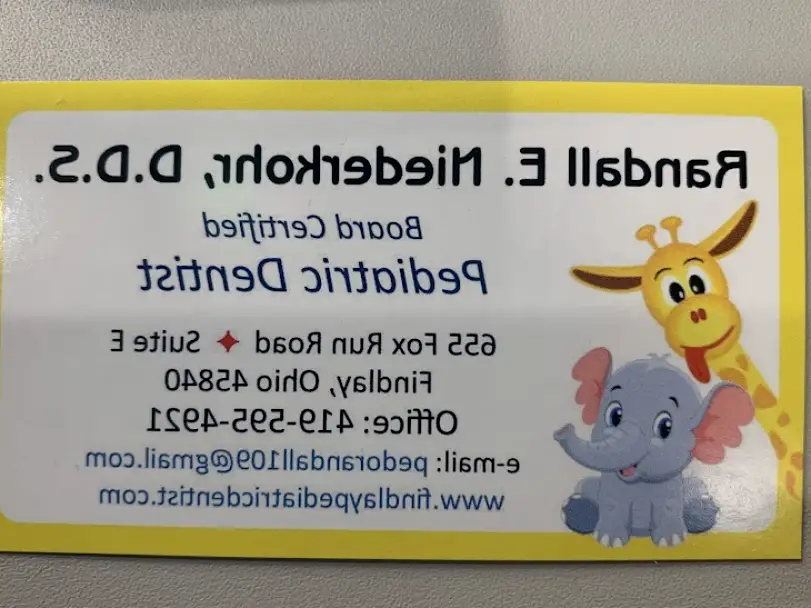 Randall E. Niederkohr, D.D.S.
Board Certified
Pediatric Dentist
655 Fox Run Road ✦ Suite E
Findlay, Ohio 45840
Office: 419-595-4921
e-mail: pedorandall109@gmail.com
www.findlaypediatricdentist.com